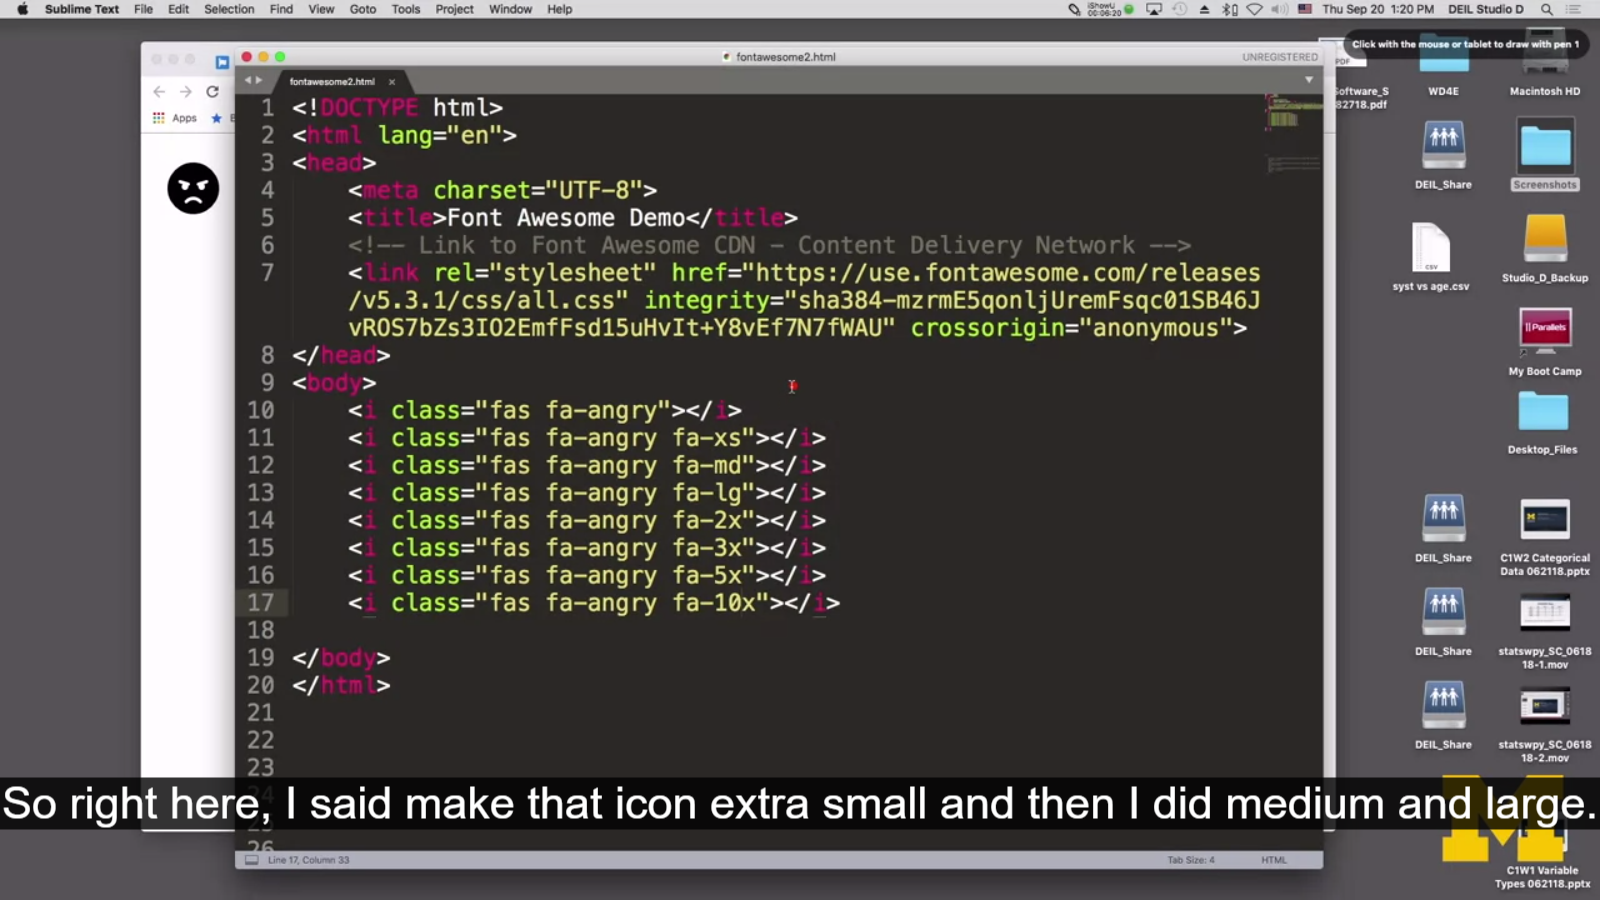 Sublime Text File Edit Selection Find View Goto Tools Project Window Help
iShowU
00:06:20
Thu Sep 20 1:20 PM DEIL Studio D
Click with the mouse or tablet to draw with pen 1
fontawesome2.html
UNREGISTERED
fontawesome2.html
Apps
1 <!DOCTYPE html>
2 <html lang="en">
3 <head>
4 <meta charset="UTF-8">
5 <title>Font Awesome Demo</title>
6 <!-- Link to Font Awesome CDN - Content Delivery Network -->
7 <link rel="stylesheet" href="https://use.fontawesome.com/releases
/v5.3.1/css/all.css" integrity="sha384-mzrmE5qonljUremFsqc01SB46J
vROS7bZs3IO2EmfFsd15uHvIt+Y8vEf7N7fWAU" crossorigin="anonymous">
8 </head>
9 <body>
10 <i class="fas fa-angry"></i>
11 <i class="fas fa-angry fa-xs"></i>
12 <i class="fas fa-angry fa-md"></i>
13 <i class="fas fa-angry fa-lg"></i>
14 <i class="fas fa-angry fa-2x"></i>
15 <i class="fas fa-angry fa-3x"></i>
16 <i class="fas fa-angry fa-5x"></i>
17 <i class="fas fa-angry fa-10x"></i>
18
19 </body>
20 </html>
21
22
23
So right here, I said make that icon extra small and then I did medium and large.
Line 17, Column 33
Tab Size: 4
HTML
PDF
oftware_S
82718.pdf
WD4E
Macintosh HD
DEIL_Share
Screenshots
CSV
syst vs age.csv
Studio_D_Backup
Parallels
My Boot Camp
Desktop_Files
DEIL_Share
C1W2 Categorical
Data 062118.pptx
DEIL_Share
statswpy_SC_0618
18-1.mov
DEIL_Share
statswpy_SC_0618
18-2.mov
C1W1 Variable
Types 062118.pptx